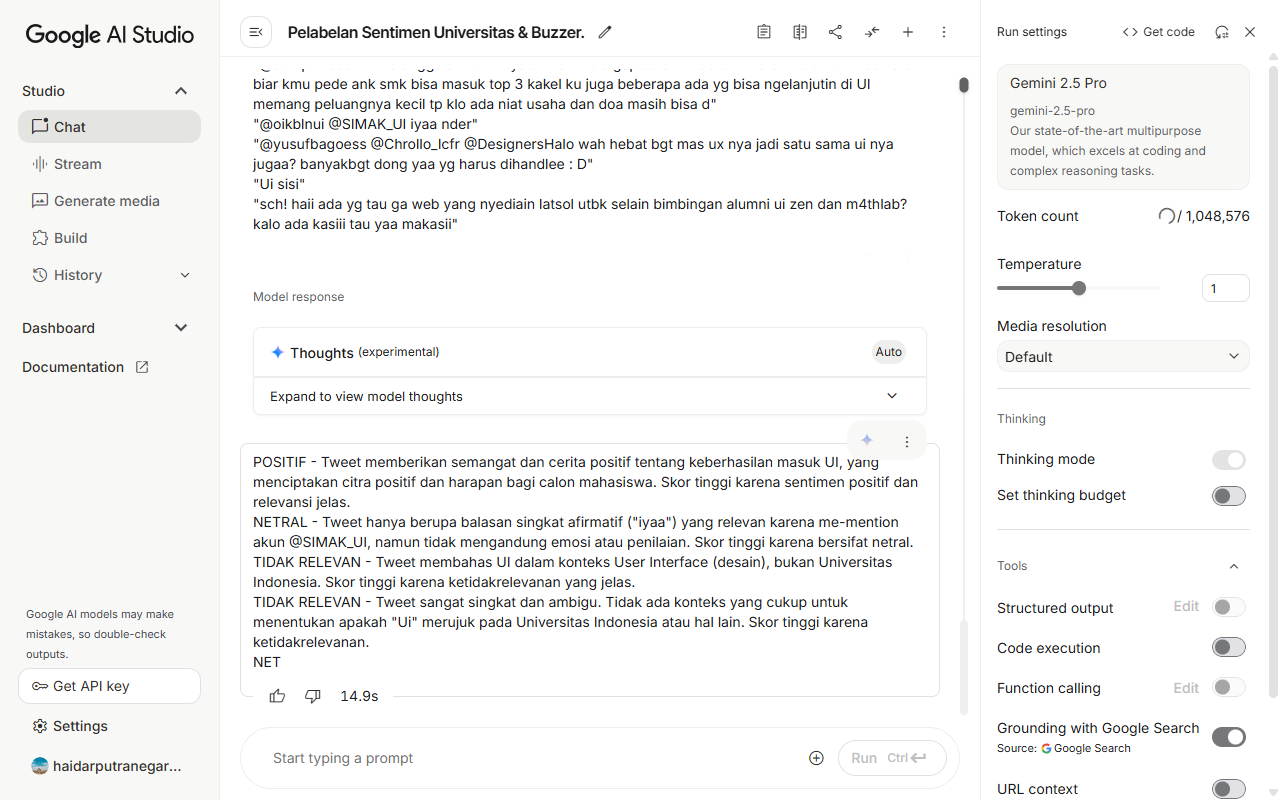 Google AI Studio
Studio
Chat
Stream
Generate media
Build
History
Dashboard
Documentation
Google AI models may make
mistakes, so double-check
outputs.
Get API key
Settings
haidarputranegar...
Pelabelan Sentimen Universitas & Buzzer.
biar kmu pede ank smk bisa masuk top 3 kakel ku juga beberapa ada yg bisa ngelanjutin di UI
memang peluangnya kecil tp klo ada niat usaha dan doa masih bisa d"
"@oikblnui @SIMAK_UI iyaa nder"
"@yusufbagoess @Chrollo_lcfr @DesignersHalo wah hebat bgt mas ux nya jadi satu sama ui nya
jugaa? banyakbgt dong yaa yg harus dihandlee : D"
"Ui sisi"
"sch! haii ada yg tau ga web yang nyediain latsol utbk selain bimbingan alumni ui zen dan m4thlab?
kalo ada kasiii tau yaa makasii"
Model response
Thoughts (experimental)
Auto
Expand to view model thoughts
POSITIF - Tweet memberikan semangat dan cerita positif tentang keberhasilan masuk UI, yang
menciptakan citra positif dan harapan bagi calon mahasiswa. Skor tinggi karena sentimen positif dan
relevansi jelas.
NETRAL - Tweet hanya berupa balasan singkat afirmatif ("iyaa") yang relevan karena me-mention
akun @SIMAK_UI, namun tidak mengandung emosi atau penilaian. Skor tinggi karena bersifat netral.
TIDAK RELEVAN - Tweet membahas UI dalam konteks User Interface (desain), bukan Universitas
Indonesia. Skor tinggi karena ketidakrelevanan yang jelas.
TIDAK RELEVAN - Tweet sangat singkat dan ambigu. Tidak ada konteks yang cukup untuk
menentukan apakah "Ui" merujuk pada Universitas Indonesia atau hal lain. Skor tinggi karena
ketidakrelevanan.
NET
14.9s
Start typing a prompt
Run Ctrl
Run settings
Get code
Gemini 2.5 Pro
gemini-2.5-pro
Our state-of-the-art multipurpose
model, which excels at coding and
complex reasoning tasks.
Token count
/ 1,048,576
Temperature
1
Media resolution
Default
Thinking
Thinking mode
Set thinking budget
Tools
Structured output Edit
Code execution
Function calling Edit
Grounding with Google Search
Source: Google Search
URL context